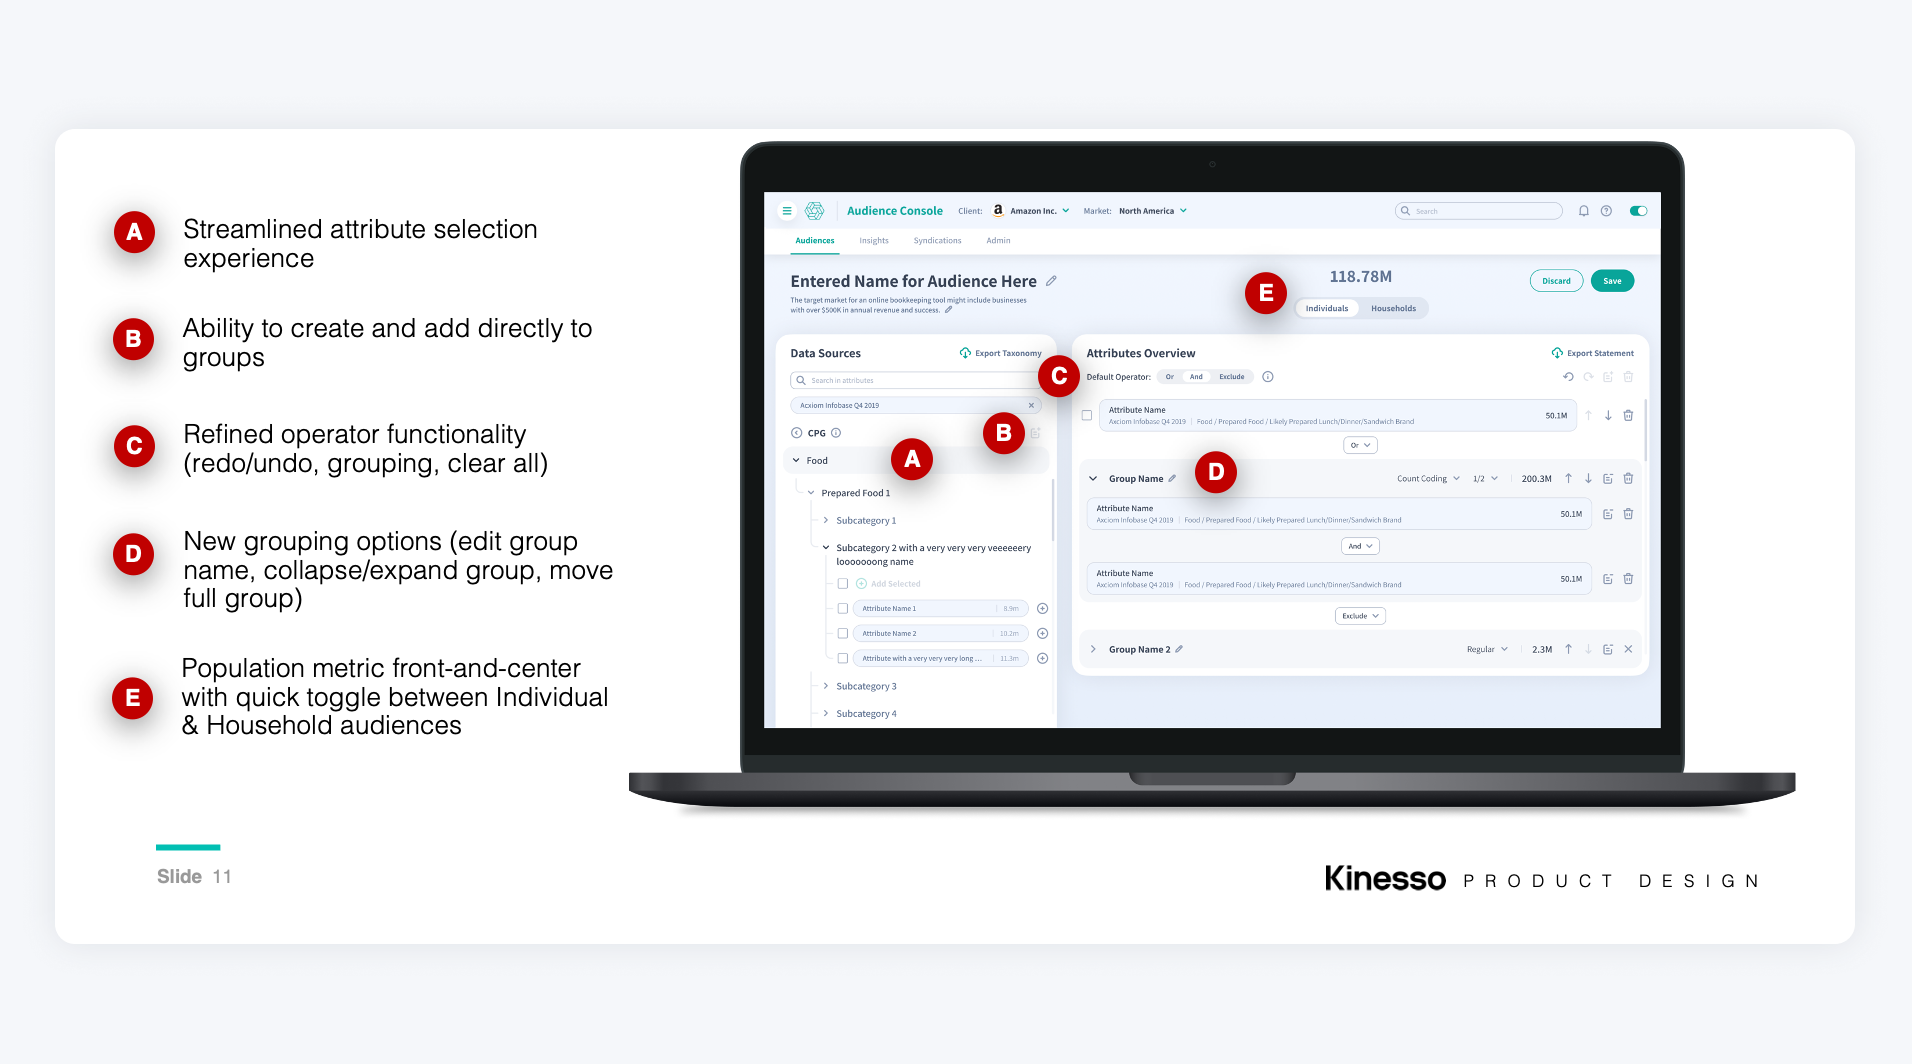 A
Streamlined attribute selection
experience
B
Ability to create and add directly to
groups
C
Refined operator functionality
(redo/undo, grouping, clear all)
D
New grouping options (edit group
name, collapse/expand group, move
full group)
E
Population metric front-and-center
with quick toggle between Individual
& Household audiences
Audience Console Client: a Amazon Inc. Market: North America Search
Audiences Insights Syndications Admin
Entered Name for Audience Here
The target market for an online bookkeeping tool might include businesses
with over $500K in annual revenue and success.
E
118.78M
Individuals Households
Discard Save
Data Sources Export Taxonomy
Search in attributes
Acxiom Infobase Q4 2019
CPG
B
Food
A
Prepared Food 1
Subcategory 1
Subcategory 2 with a very very very veeeeeery
looooooong name
Add Selected
Attribute Name 1 8.9m
Attribute Name 2 10.2m
Attribute with a very very very long ... 11.3m
Subcategory 3
Subcategory 4
Attributes Overview Export Statement
C
Default Operator: Or And Exclude
Attribute Name
Axciom Infobase Q4 2019 | Food / Prepared Food / Likely Prepared Lunch/Dinner/Sandwich Brand
50.1M
Or
Group Name
D
Count Coding 1/2 200.3M
Attribute Name
Axciom Infobase Q4 2019 | Food / Prepared Food / Likely Prepared Lunch/Dinner/Sandwich Brand
50.1M
And
Attribute Name
Axciom Infobase Q4 2019 | Food / Prepared Food / Likely Prepared Lunch/Dinner/Sandwich Brand
50.1M
Exclude
Group Name 2 Regular 2.3M
Slide 11
Kinesso PRODUCT DESIGN